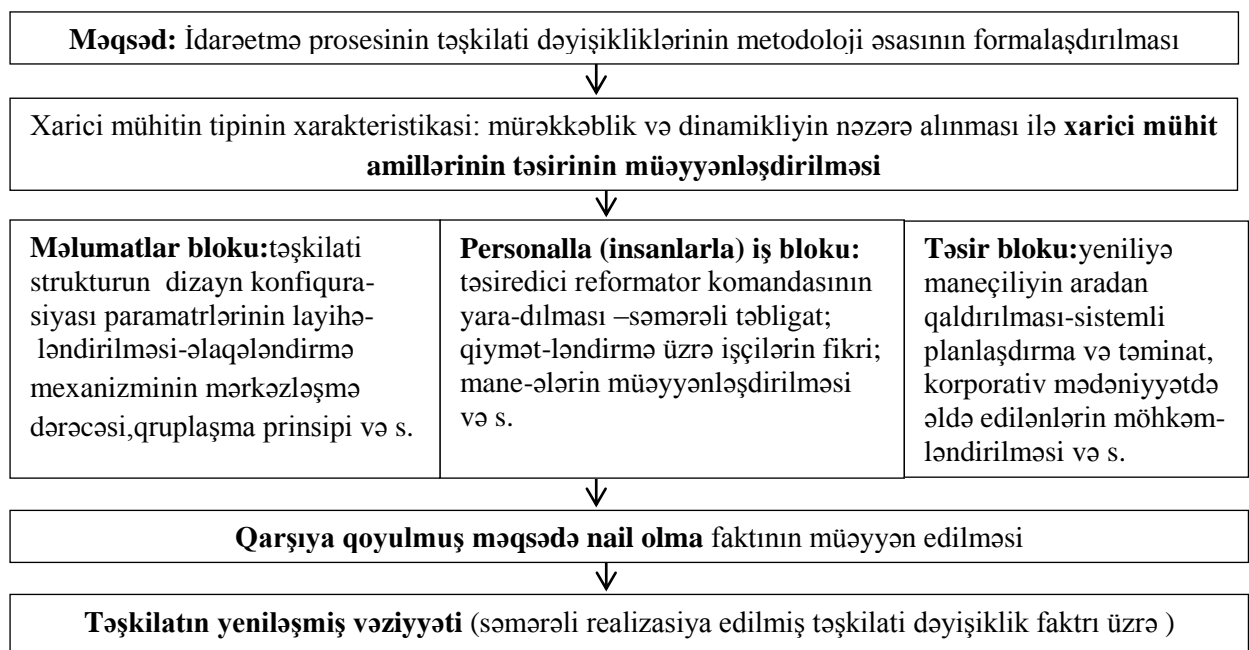 Məqsəd: İdarəetmə prosesinin təşkilati dəyişikliklərinin metodoloji əsasının formalaşdırılması
Xarici mühitin tipinin xarakteristikasi: mürəkkəblik və dinamikliyin nəzərə alınması ilə xarici mühit
amillərinin təsirinin müəyyənləşdirilməsi
Məlumatlar bloku:təşkilati
strukturun dizayn konfiqura-
siyası paramatrlərinin layihə-
ləndirilməsi-əlaqələndirmə
mexanizminin mərkəzləşmə
dərəcəsi,qruplaşma prinsipi və s.
Personalla (insanlarla) iş bloku:
təsiredici reformator komandasının
yara-dılması –səmərəli təbligat;
qiymət-ləndirmə üzrə işçilərin fikri;
mane-ələrin müəyyənləşdirilməsi
və s.
Təsir bloku:yeniliyə
maneçiliyin aradan
qaldırılması-sistemli
planlaşdırma və təminat,
korporativ mədəniyyətdə
əldə edilənlərin möhkəm-
ləndirilməsi və s.
Qarşıya qoyulmuş məqsədə nail olma faktının müəyyən edilməsi
Təşkilatın yeniləşmiş vəziyyəti (səmərəli realizasiya edilmiş təşkilati dəyişiklik faktrı üzrə )